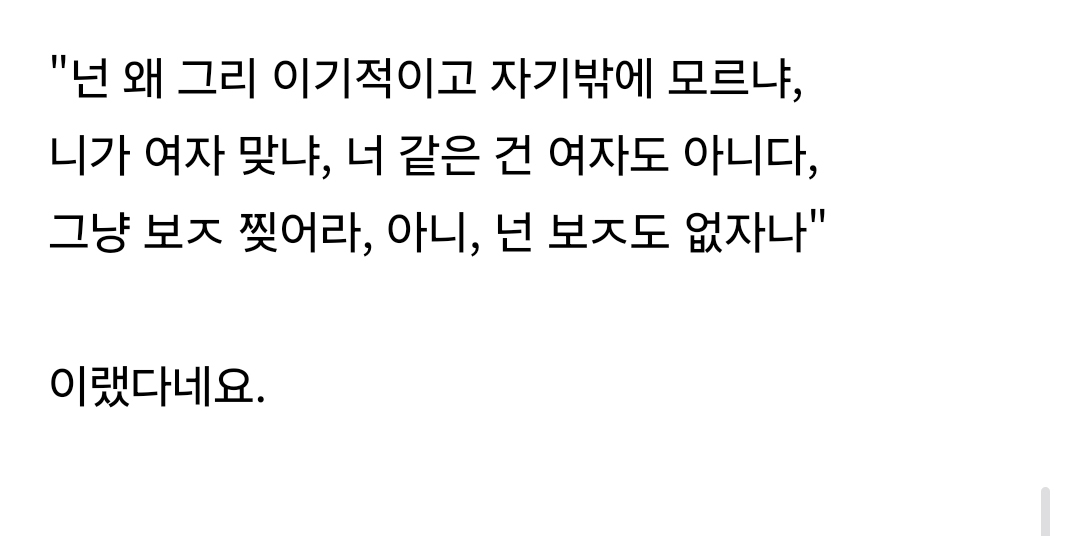 "넌 왜 그리 이기적이고 자기밖에 모르냐,
니가 여자 맞냐, 너 같은 건 여자도 아니다,
그냥 보ㅈ 찢어라, 아니, 넌 보ㅈ도 없자나"
이랬다네요.